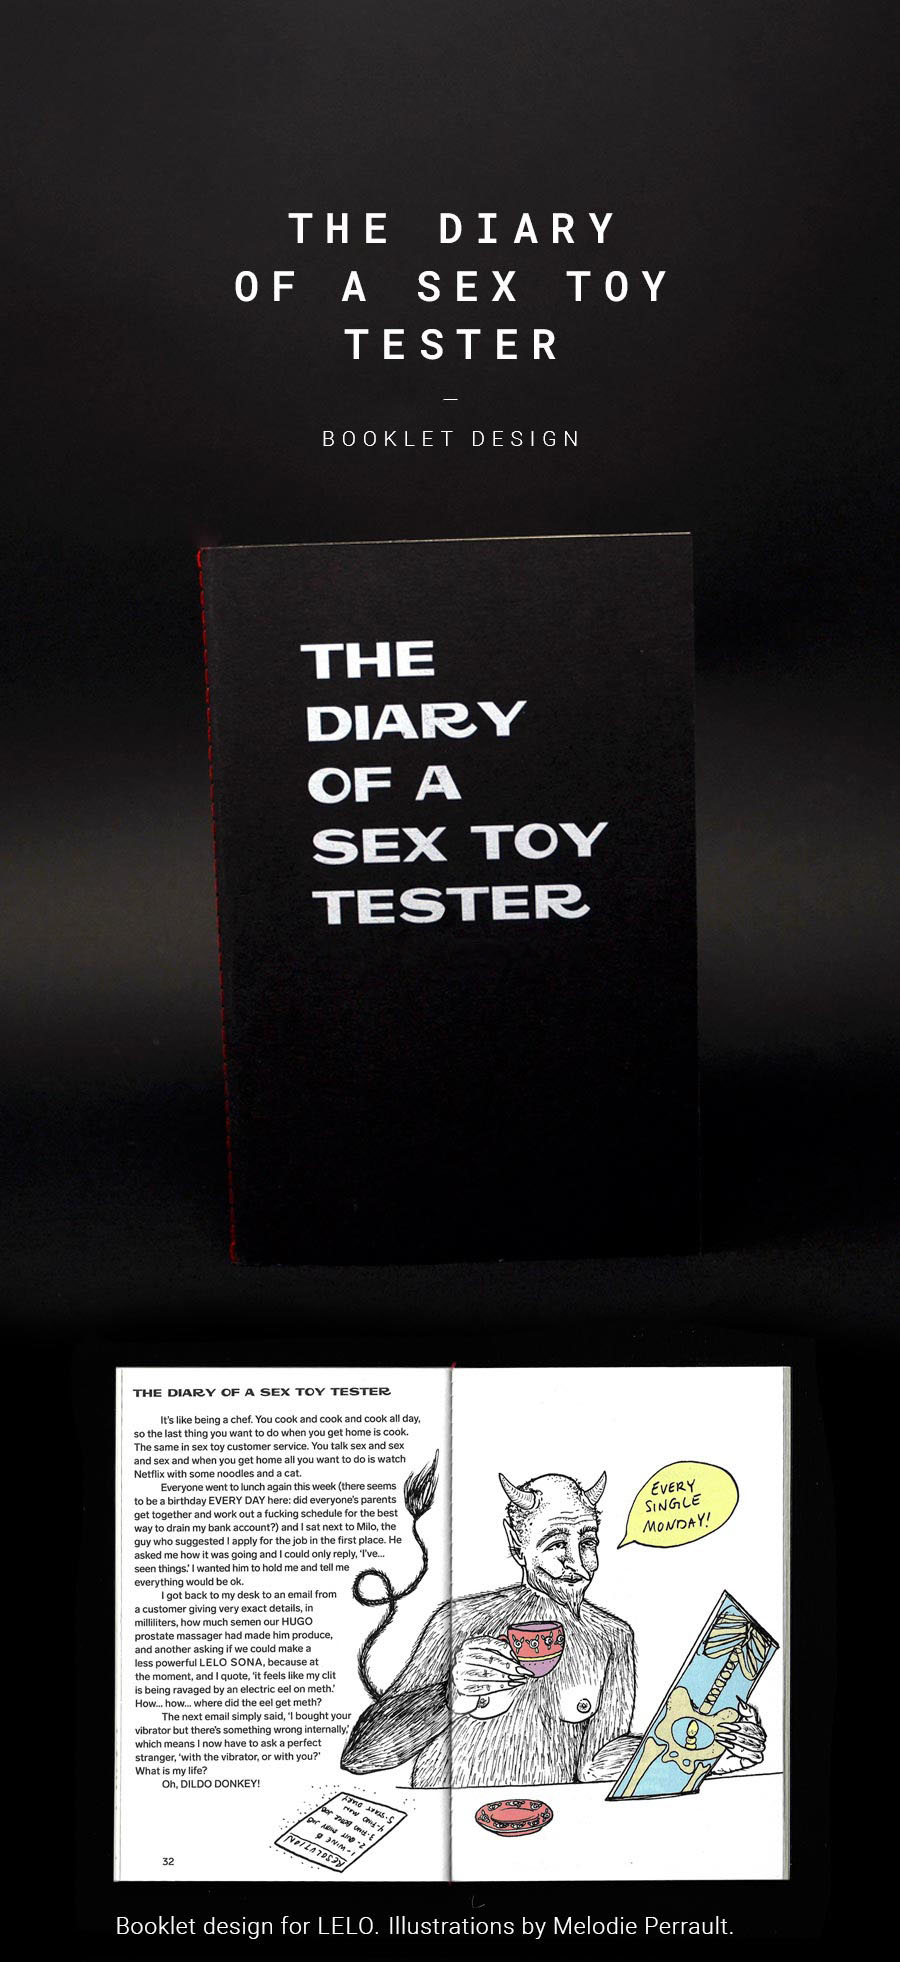 THE DIARY
OF A SEX TOY
TESTER
–
BOOKLET DESIGN
THE
DIARY
OF A
SEX TOY
TESTER
THE DIARY OF A SEX TOY TESTER
It's like being a chef. You cook and cook and cook all day,
so the last thing you want to do when you get home is cook.
The same in sex toy customer service. You talk sex and sex
and sex and when you get home all you want to do is watch
Netflix with some noodles and a cat.
Everyone went to lunch again this week (there seems
to be a birthday EVERY DAY here: did everyone's parents
get together and work out a fucking schedule for the best
way to drain my bank account?) and I sat next to Milo, the
guy who suggested I apply for the job in the first place. He
asked me how it was going and I could only reply, 'I've...
seen things.' I wanted him to hold me and tell me
everything would be ok.
I got back to my desk to an email from
a customer giving very exact details, in
milliliters, how much semen our HUGO
prostate massager had made him produce,
and another asking if we could make a
less powerful LELO SONA, because at
the moment, and I quote, 'it feels like my clit
is being ravaged by an electric eel on meth.'
How... how... where did the eel get meth?
The next email simply said, 'I bought your
vibrator but there's something wrong internally,'
which means I now have to ask a perfect
stranger, 'with the vibrator, or with you?'
What is my life?
Oh, DILDO DONKEY!
EVERY
SINGLE
MONDAY!
RESOLUTION
1- WINE
2- QUIT MY JOB
3- FIND BETTER JOB
4- FIND MAN
5- START DIARY
32
Booklet design for LELO. Illustrations by Melodie Perrault.